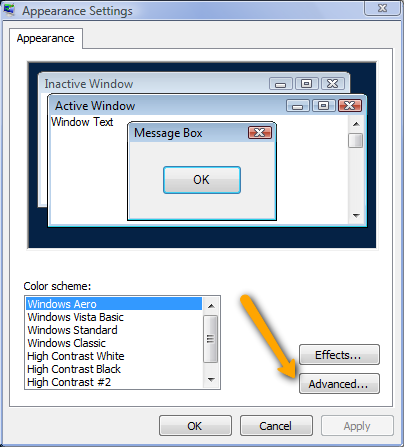 Appearance Settings
Appearance
Inactive Window
Active Window
Window Text
Message Box
OK
Color scheme:
Windows Aero
Windows Vista Basic
Windows Standard
Windows Classic
High Contrast White
High Contrast Black
High Contrast #2
Effects...
Advanced...
OK
Cancel
Apply